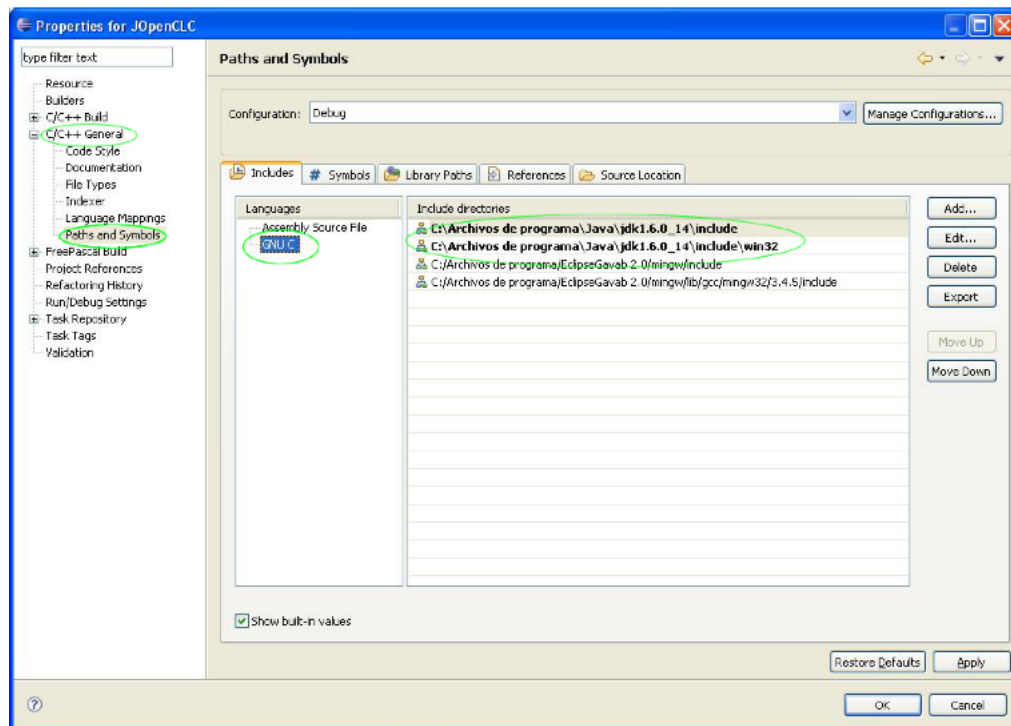 Properties for JOpenCLC
type filter text
Resource
Builders
C/C++ Build
C/C++ General
Code Style
Documentation
File Types
Indexer
Language Mappings
Paths and Symbols
FreePascal Build
Project References
Refactoring History
Run/Debug Settings
Task Repository
Task Tags
Validation
Paths and Symbols
Configuration: Debug
Manage Configurations...
Includes
# Symbols
Library Paths
References
Source Location
Languages
Assembly Source File
GNU C
Include directories
C:\Archivos de programa\Java\jdk1.6.0_14\include
C:\Archivos de programa\Java\jdk1.6.0_14\include\win32
C:/Archivos de programa/EclipseGavab 2.0/mingw/include
C:/Archivos de programa/EclipseGavab 2.0/mingw/lib/gcc/mingw32/3.4.5/include
Add...
Edit...
Delete
Export
Move Up
Move Down
Show built-in values
Restore Defaults
Apply
?
OK
Cancel